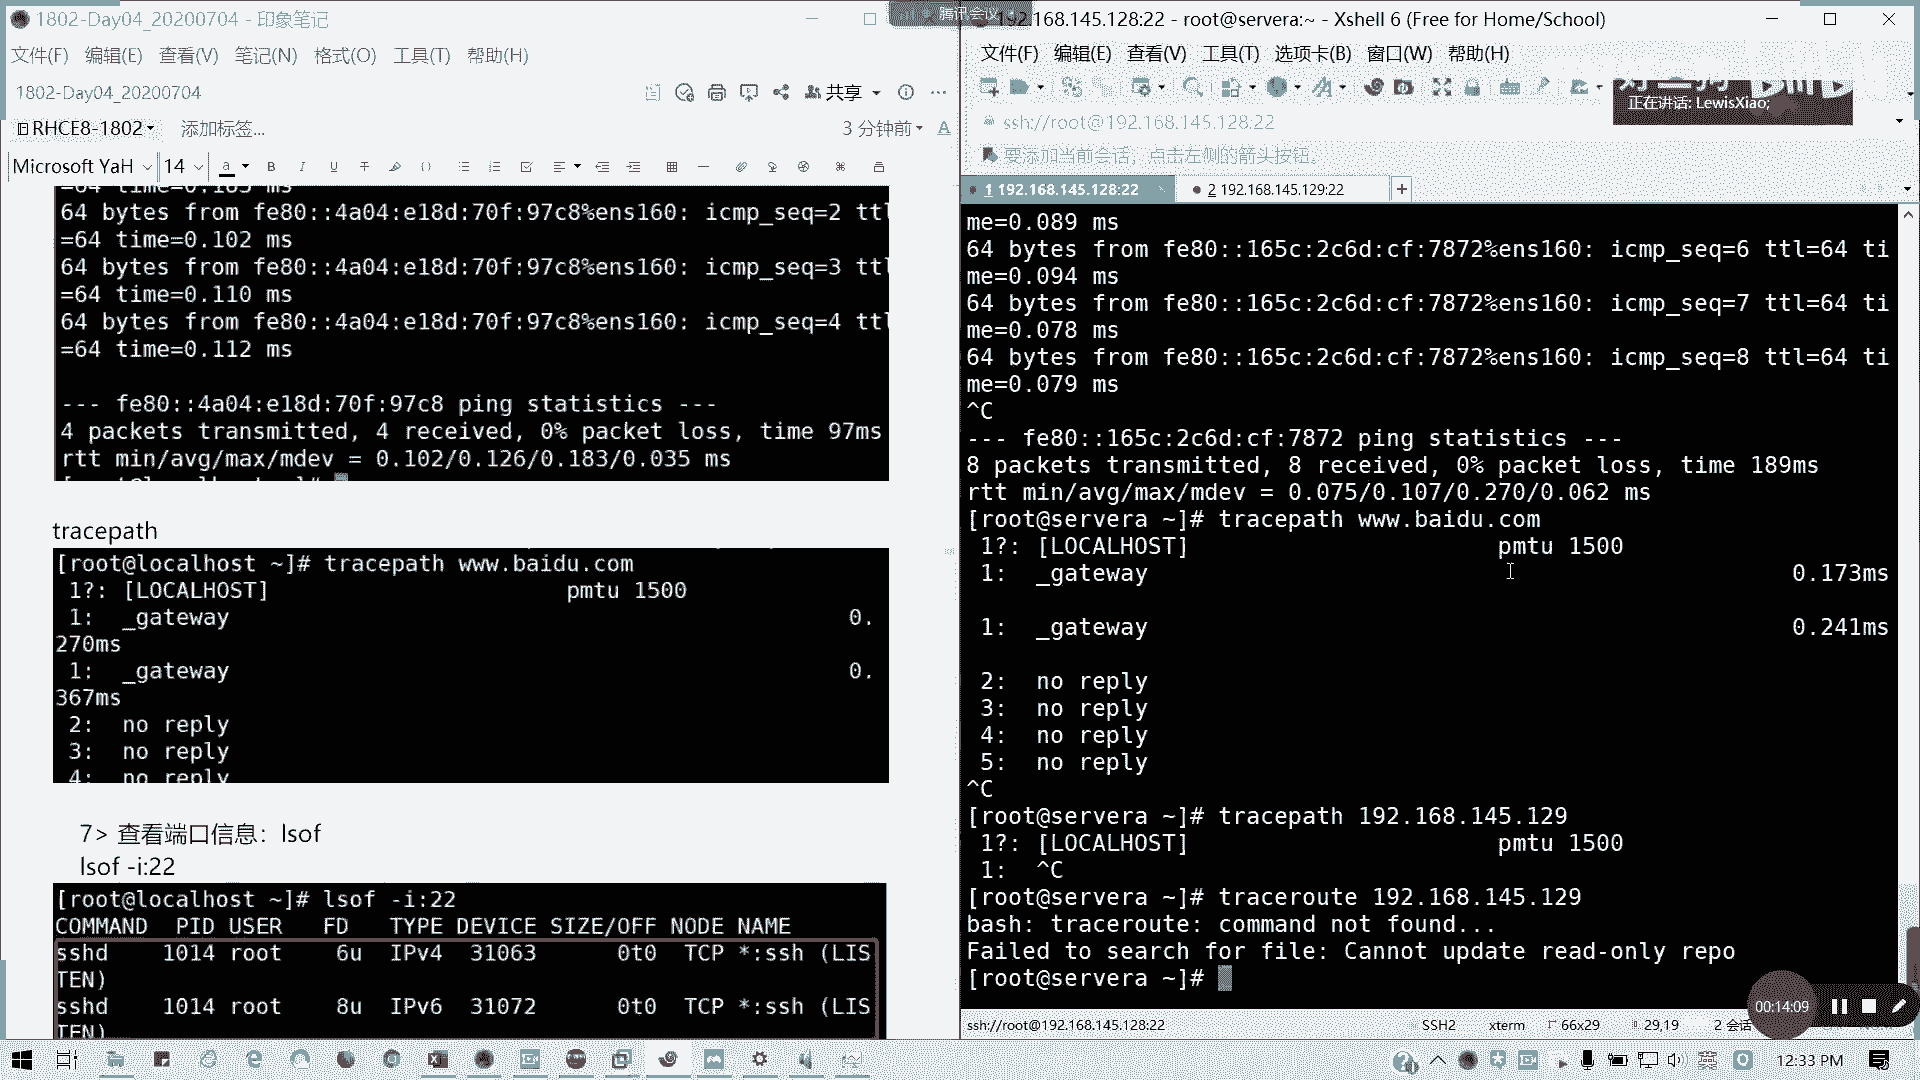 1802-Day04_20200704 - 印象笔记
文件(F) 编辑(E) 查看(V) 笔记(N) 格式(O) 工具(T) 帮助(H)
1802-Day04_20200704
共享
RHCE8-1802 添加标签...
3 分钟前
Microsoft YaH 14
64 bytes from fe80::4a04:e18d:70f:97c8%ens160: icmp_seq=2 ttl
=64 time=0.102 ms
64 bytes from fe80::4a04:e18d:70f:97c8%ens160: icmp_seq=3 ttl
=64 time=0.110 ms
64 bytes from fe80::4a04:e18d:70f:97c8%ens160: icmp_seq=4 ttl
=64 time=0.112 ms
--- fe80::4a04:e18d:70f:97c8 ping statistics ---
4 packets transmitted, 4 received, 0% packet loss, time 97ms
rtt min/avg/max/mdev = 0.102/0.126/0.183/0.035 ms
tracepath
[root@localhost ~]# tracepath www.baidu.com
1?: [LOCALHOST] pmtu 1500
1: _gateway 0.
270ms
1: _gateway 0.
367ms
2: no reply
3: no reply
4: no reply
7> 查看端口信息：lsof
lsof -i:22
[root@localhost ~]# lsof -i:22
COMMAND PID USER FD TYPE DEVICE SIZE/OFF NODE NAME
sshd 1014 root 6u IPv4 31063 0t0 TCP *:ssh (LIS
TEN)
sshd 1014 root 8u IPv6 31072 0t0 TCP *:ssh (LIS
TEN)
腾讯会议
192.168.145.128:22 - root@servera:~ - Xshell 6 (Free for Home/School)
文件(F) 编辑(E) 查看(V) 工具(T) 选项卡(B) 窗口(W) 帮助(H)
正在讲话: LewisXiao;
ssh://root@192.168.145.128:22
要添加当前会话，点击左侧的箭头按钮。
1 192.168.145.128:22
2 192.168.145.129:22
me=0.089 ms
64 bytes from fe80::165c:2c6d:cf:7872%ens160: icmp_seq=6 ttl=64 ti
me=0.094 ms
64 bytes from fe80::165c:2c6d:cf:7872%ens160: icmp_seq=7 ttl=64 ti
me=0.078 ms
64 bytes from fe80::165c:2c6d:cf:7872%ens160: icmp_seq=8 ttl=64 ti
me=0.079 ms
^C
--- fe80::165c:2c6d:cf:7872 ping statistics ---
8 packets transmitted, 8 received, 0% packet loss, time 189ms
rtt min/avg/max/mdev = 0.075/0.107/0.270/0.062 ms
[root@servera ~]# tracepath www.baidu.com
1?: [LOCALHOST] pmtu 1500
1: _gateway 0.173ms
1: _gateway 0.241ms
2: no reply
3: no reply
4: no reply
5: no reply
^C
[root@servera ~]# tracepath 192.168.145.129
1?: [LOCALHOST] pmtu 1500
1: ^C
[root@servera ~]# traceroute 192.168.145.129
bash: traceroute: command not found...
Failed to search for file: Cannot update read-only repo
[root@servera ~]#
00:14:09
ssh://root@192.168.145.128:22 SSH2 xterm 66x29 29,19 2 会话
英 12:33 PM